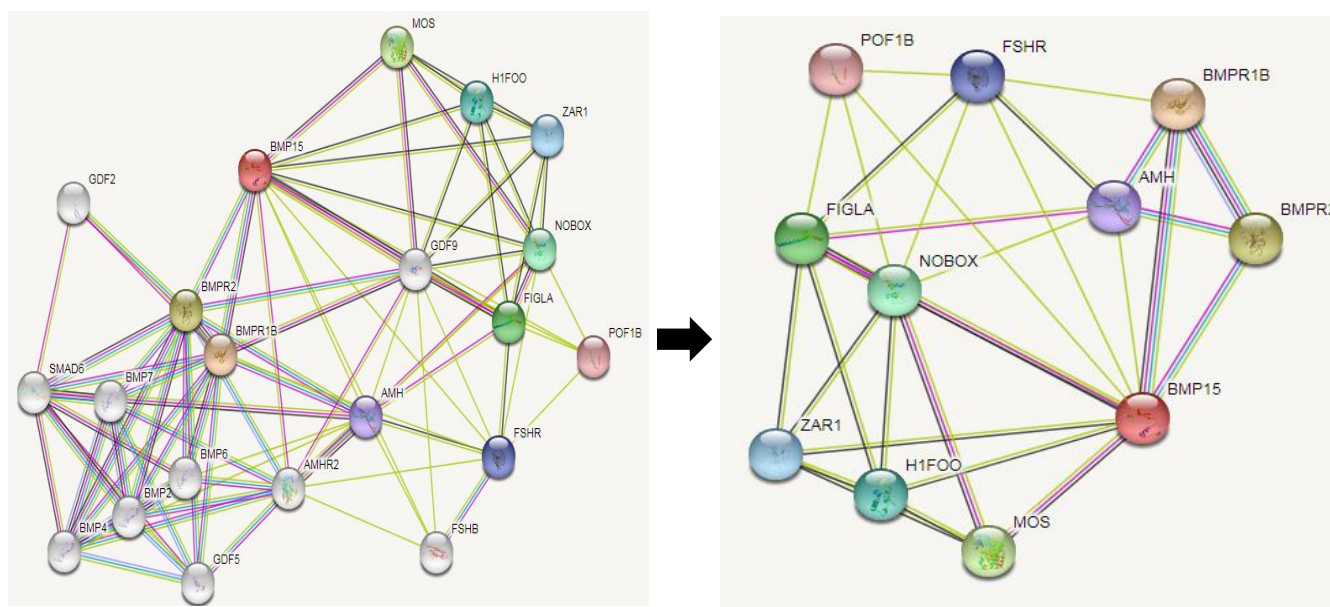 MOS
H1FOO
ZAR1
BMP15
GDF2
NOBOX
GDF9
BMPR2
FIGLA
BMPR1B
POF1B
SMAD6
BMP7
AMH
FSHR
BMP6
AMHR2
BMP2
BMP4
FSHB
GDF5
POF1B
FSHR
BMPR1B
AMH
FIGLA
BMPR2
NOBOX
BMP15
ZAR1
H1FOO
MOS